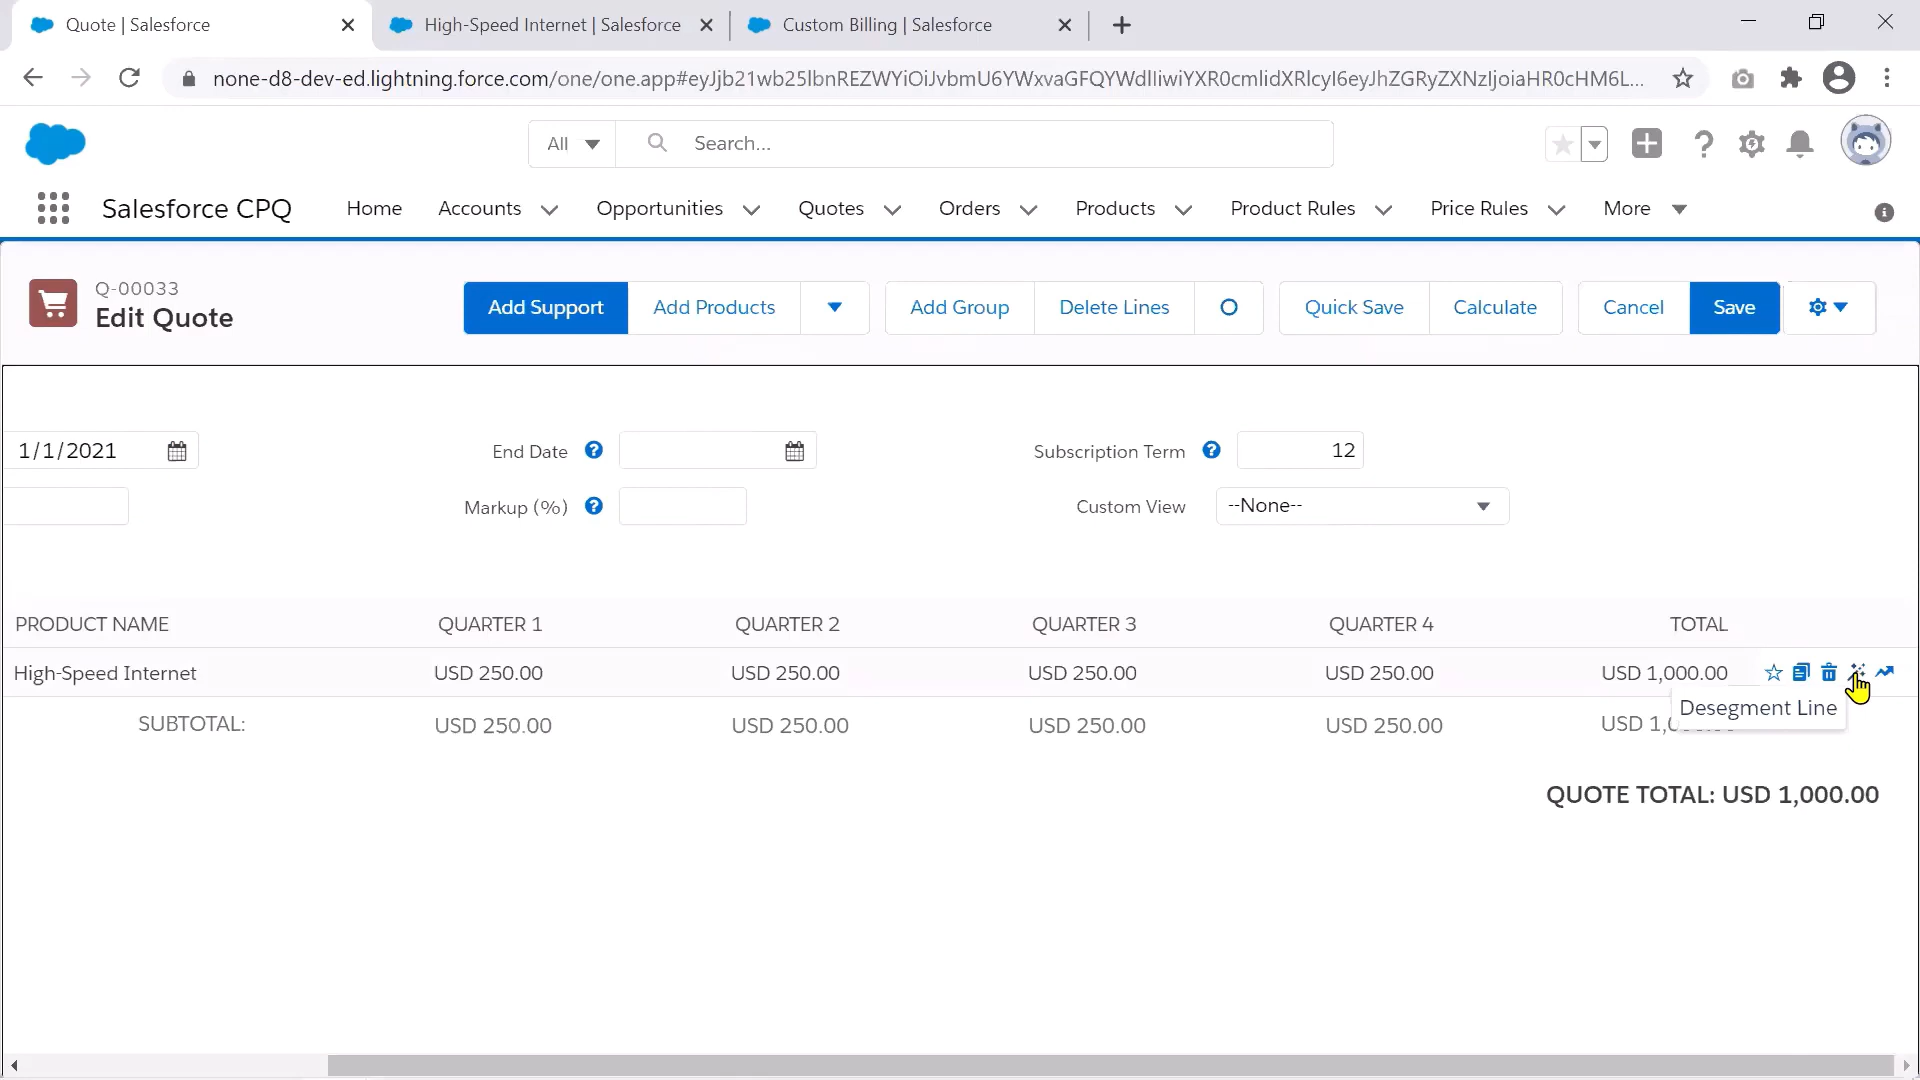 Quote | Salesforce
High-Speed Internet | Salesforce
Custom Billing | Salesforce
none-d8-dev-ed.lightning.force.com/one/one.app#eyJjb21wb25lbnREZWYiOiJvbmU6YWxvaGFQYWdlIiwiYXR0cmlidXRlcyI6eyJhZGRyZXNzIjoiaHR0cHM6L...
All
Search...
Salesforce CPQ
Home
Accounts
Opportunities
Quotes
Orders
Products
Product Rules
Price Rules
More
Q-00033
Edit Quote
Add Support
Add Products
Add Group
Delete Lines
Quick Save
Calculate
Cancel
Save
1/1/2021
End Date
Subscription Term
12
Markup (%)
Custom View
--None--
PRODUCT NAME
QUARTER 1
QUARTER 2
QUARTER 3
QUARTER 4
TOTAL
High-Speed Internet
USD 250.00
USD 250.00
USD 250.00
USD 250.00
USD 1,000.00
Desegment Line
SUBTOTAL:
USD 250.00
USD 250.00
USD 250.00
USD 250.00
USD
QUOTE TOTAL: USD 1,000.00